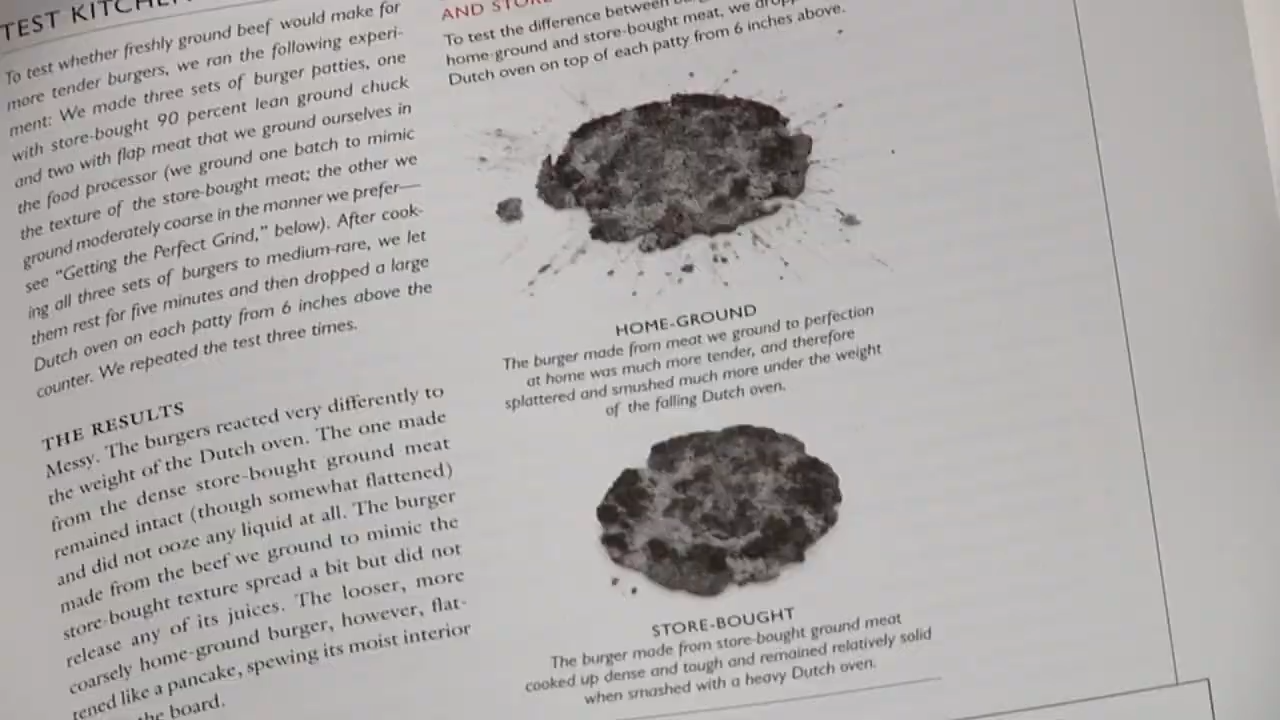 TEST KITCHEN
To test whether freshly ground beef would make for
more tender burgers, we ran the following experi-
ment: We made three sets of burger patties, one
with store-bought 90 percent lean ground chuck
and two with flap meat that we ground ourselves in
the food processor (we ground one batch to mimic
the texture of the store-bought meat; the other we
ground moderately coarse in the manner we prefer—
see “Getting the Perfect Grind,” below). After cook-
ing all three sets of burgers to medium-rare, we let
them rest for five minutes and then dropped a large
Dutch oven on each patty from 6 inches above the
counter. We repeated the test three times.
THE RESULTS
Messy. The burgers reacted very differently to
the weight of the Dutch oven. The one made
from the dense store-bought ground meat
remained intact (though somewhat flattened)
and did not ooze any liquid at all. The burger
made from the beef we ground to mimic the
store-bought texture spread a bit but did not
release any of its juices. The looser, more
coarsely home-ground burger, however, flat-
tened like a pancake, spewing its moist interior
the board.
AND
To test the difference between
home-ground and store-bought meat, we
Dutch oven on top of each patty from 6 inches above.
HOME-GROUND
The burger made from meat we ground to perfection
at home was much more tender, and therefore
splattered and smushed much more under the weight
of the falling Dutch oven.
STORE-BOUGHT
The burger made from store-bought ground meat
cooked up dense and tough and remained relatively solid
when smashed with a heavy Dutch oven.